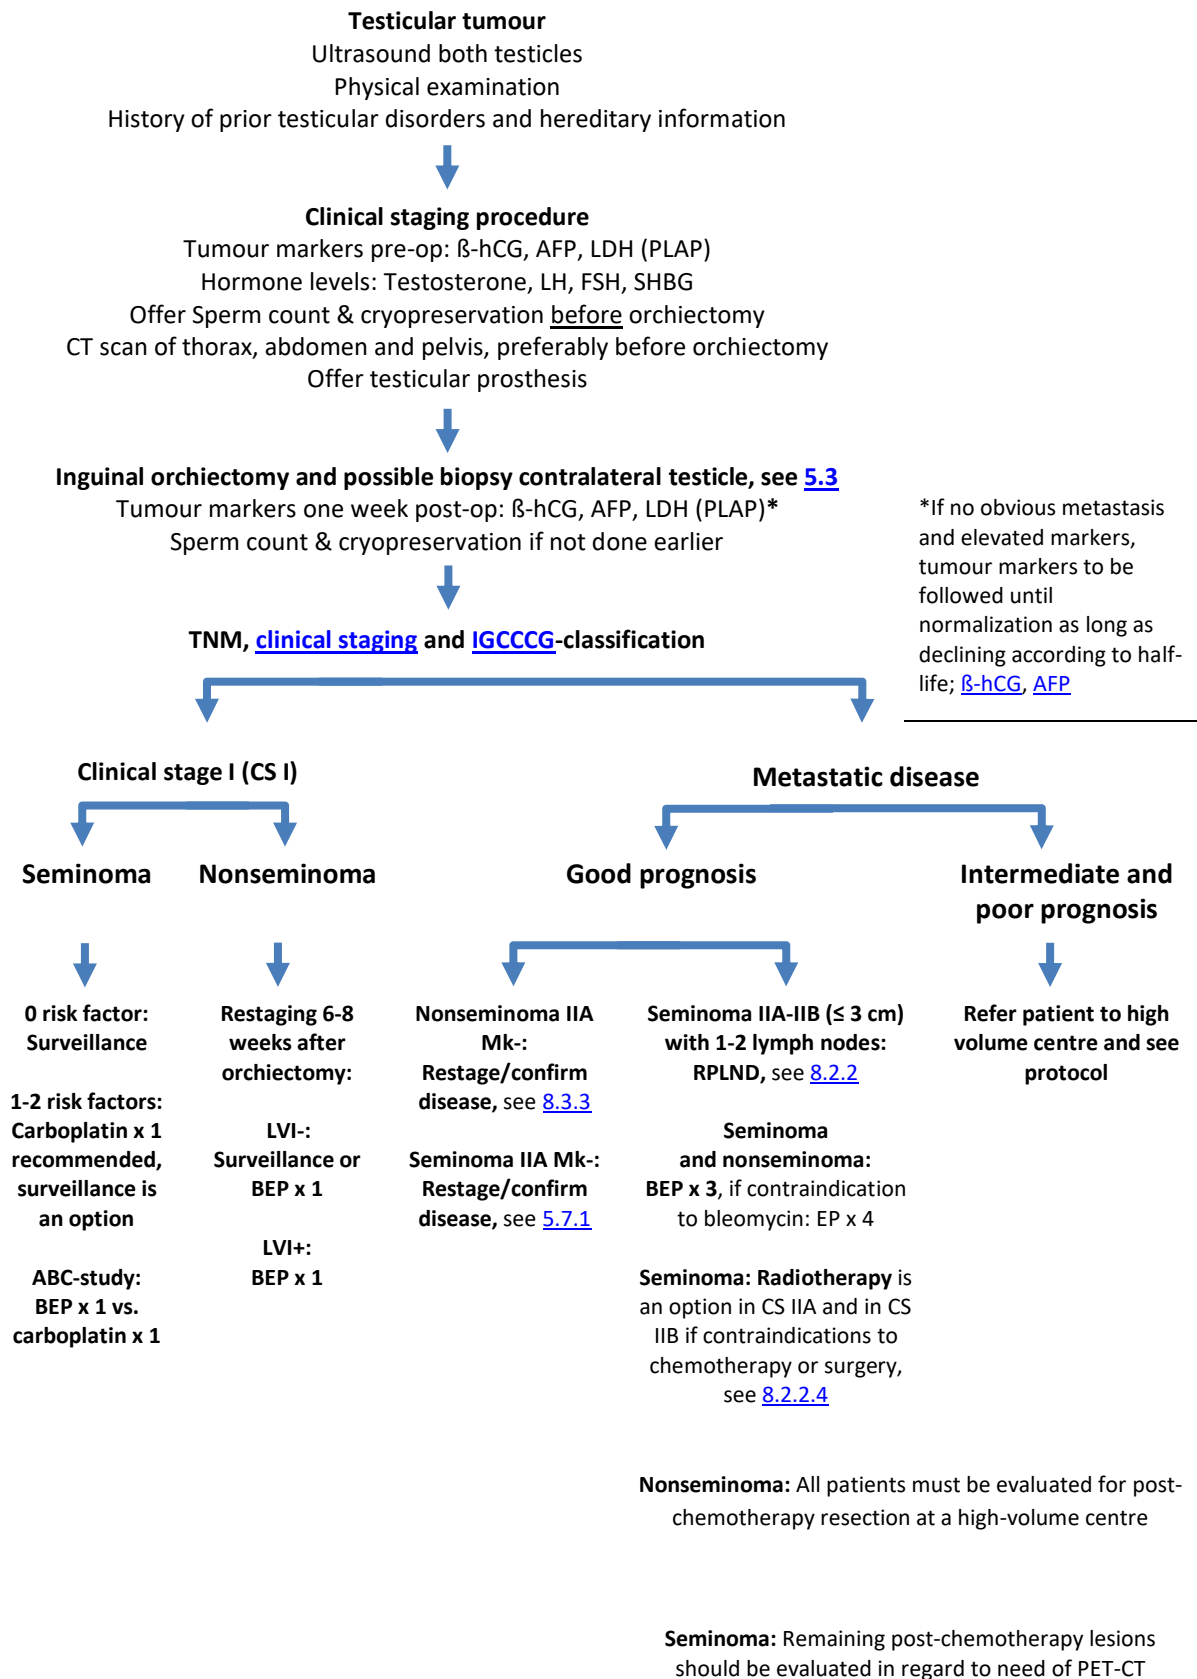 Testicular tumour
Ultrasound both testicles
Physical examination
History of prior testicular disorders and hereditary information
Clinical staging procedure
Tumour markers pre-op: ß-hCG, AFP, LDH (PLAP)
Hormone levels: Testosterone, LH, FSH, SHBG
Offer Sperm count & cryopreservation before orchiectomy
CT scan of thorax, abdomen and pelvis, preferably before orchiectomy
Offer testicular prosthesis
Inguinal orchiectomy and possible biopsy contralateral testicle, see 5.3
Tumour markers one week post-op: ß-hCG, AFP, LDH (PLAP)*
Sperm count & cryopreservation if not done earlier
*If no obvious metastasis
and elevated markers,
tumour markers to be
followed until
normalization as long as
declining according to half-
life; ß-hCG, AFP
TNM, clinical staging and IGCCCG-classification
Clinical stage I (CS I)
Metastatic disease
Seminoma
Nonseminoma
Good prognosis
Intermediate and
poor prognosis
0 risk factor:
Surveillance
1-2 risk factors:
Carboplatin x 1
recommended,
surveillance is
an option
ABC-study:
BEP x 1 vs.
carboplatin x 1
Restaging 6-8
weeks after
orchiectomy:
LVI-:
Surveillance or
BEP x 1
LVI+:
BEP x 1
Nonseminoma IIA
Mk-:
Restage/confirm
disease, see 8.3.3
Seminoma IIA Mk-:
Restage/confirm
disease, see 5.7.1
Seminoma IIA-IIB (≤ 3 cm)
with 1-2 lymph nodes:
RPLND, see 8.2.2
Seminoma
and nonseminoma:
BEP x 3, if contraindication
to bleomycin: EP x 4
Seminoma: Radiotherapy is
an option in CS IIA and in CS
IIB if contraindications to
chemotherapy or surgery,
see 8.2.2.4
Refer patient to high
volume centre and see
protocol
Nonseminoma: All patients must be evaluated for post-
chemotherapy resection at a high-volume centre
Seminoma: Remaining post-chemotherapy lesions
should be evaluated in regard to need of PET-CT